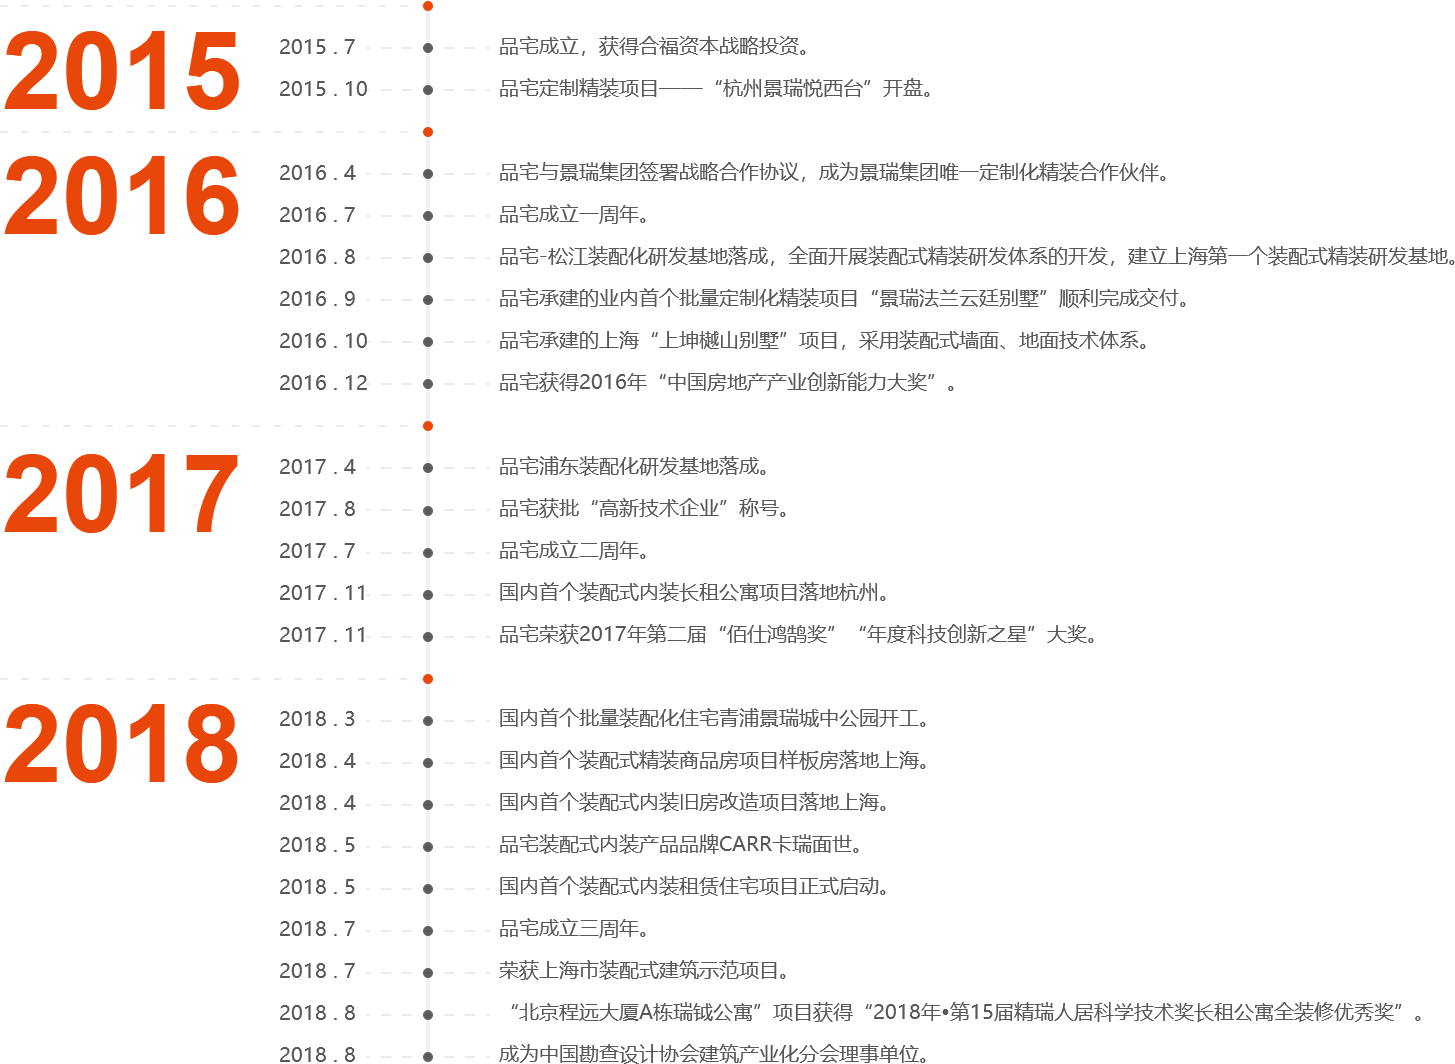 2015
2015 . 7 品宅成立，获得合福资本战略投资。
2015 . 10 品宅定制精装项目——“杭州景瑞悦西台”开盘。
2016
2016 . 4 品宅与景瑞集团签署战略合作协议，成为景瑞集团唯一定制化精装合作伙伴。
2016 . 7 品宅成立一周年。
2016 . 8 品宅-松江装配化研发基地落成，全面开展装配式精装研发体系的开发，建立上海第一个装配式精装研发基地。
2016 . 9 品宅承建的业内首个批量定制化精装项目“景瑞法兰云廷别墅”顺利完成交付。
2016 . 10 品宅承建的上海“上坤樾山别墅”项目，采用装配式墙面、地面技术体系。
2016 . 12 品宅获得2016年“中国房地产产业创新能力大奖”。
2017
2017 . 4 品宅浦东装配化研发基地落成。
2017 . 8 品宅获批“高新技术企业”称号。
2017 . 7 品宅成立二周年。
2017 . 11 国内首个装配式内装长租公寓项目落地杭州。
2017 . 11 品宅荣获2017年第二届“佰仕鸿鹄奖”“年度科技创新之星”大奖。
2018
2018 . 3 国内首个批量装配化住宅青浦景瑞城中公园开工。
2018 . 4 国内首个装配式精装商品房项目样板房落地上海。
2018 . 4 国内首个装配式内装旧房改造项目落地上海。
2018 . 5 品宅装配式内装产品品牌CARR卡瑞面世。
2018 . 5 国内首个装配式内装租赁住宅项目正式启动。
2018 . 7 品宅成立三周年。
2018 . 7 荣获上海市装配式建筑示范项目。
2018 . 8 “北京程远大厦A栋瑞钺公寓”项目获得“2018年•第15届精瑞人居科学技术奖长租公寓全装修优秀奖”。
2018 . 8 成为中国勘查设计协会建筑产业化分会理事单位。